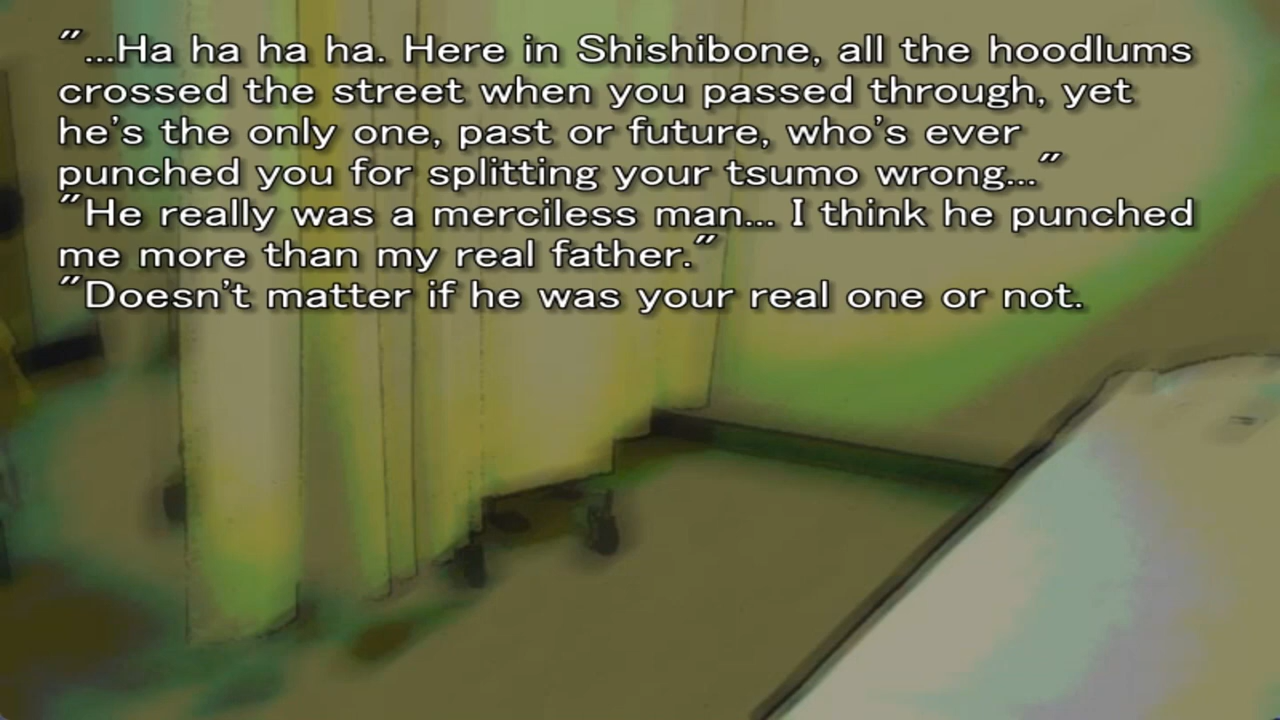 "...Ha ha ha ha. Here in Shishibone, all the hoodlums
crossed the street when you passed through, yet
he's the only one, past or future, who's ever
punched you for splitting your tsumo wrong..."
"He really was a merciless man... I think he punched
me more than my real father."
"Doesn't matter if he was your real one or not.